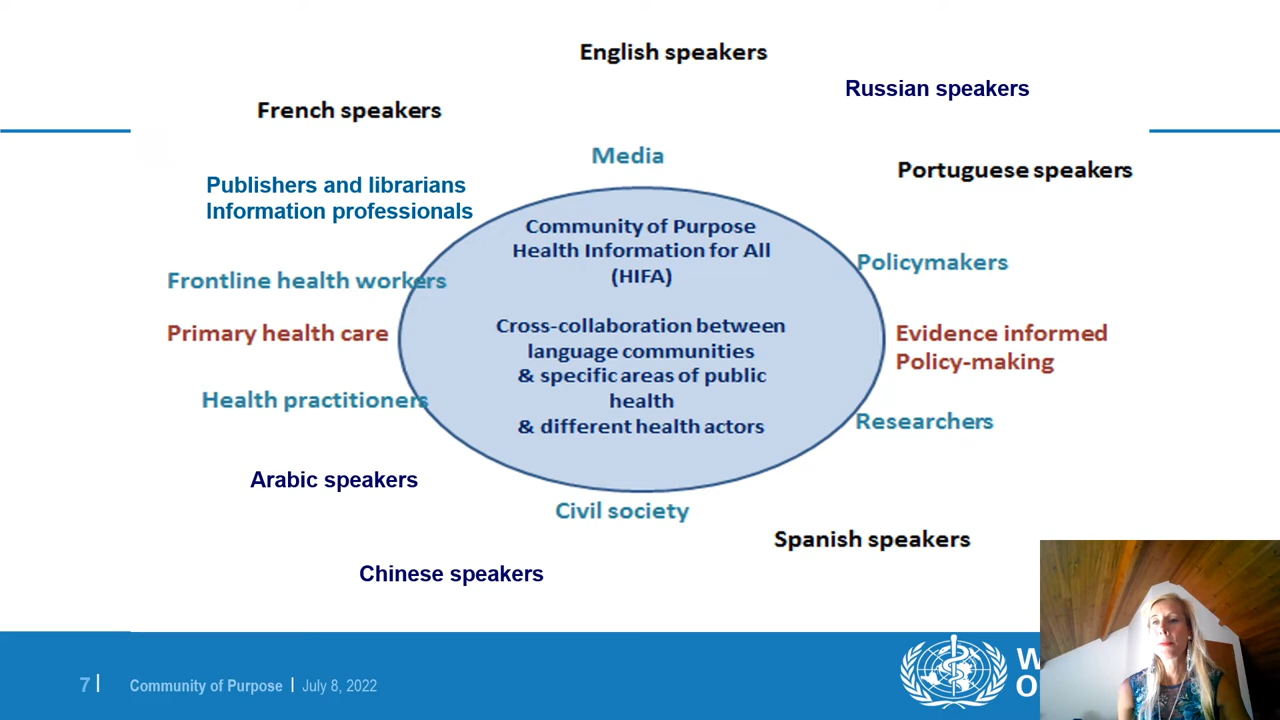 English speakers
Russian speakers
French speakers
Media
Portuguese speakers
Publishers and librarians
Information professionals
Community of Purpose
Health Information for All
(HIFA)
Policymakers
Frontline health workers
Cross-collaboration between
language communities
& specific areas of public
health
& different health actors
Primary health care
Evidence informed
Policy-making
Health practitioners
Researchers
Arabic speakers
Civil society
Spanish speakers
Chinese speakers
7 | Community of Purpose | July 8, 2022
W
O